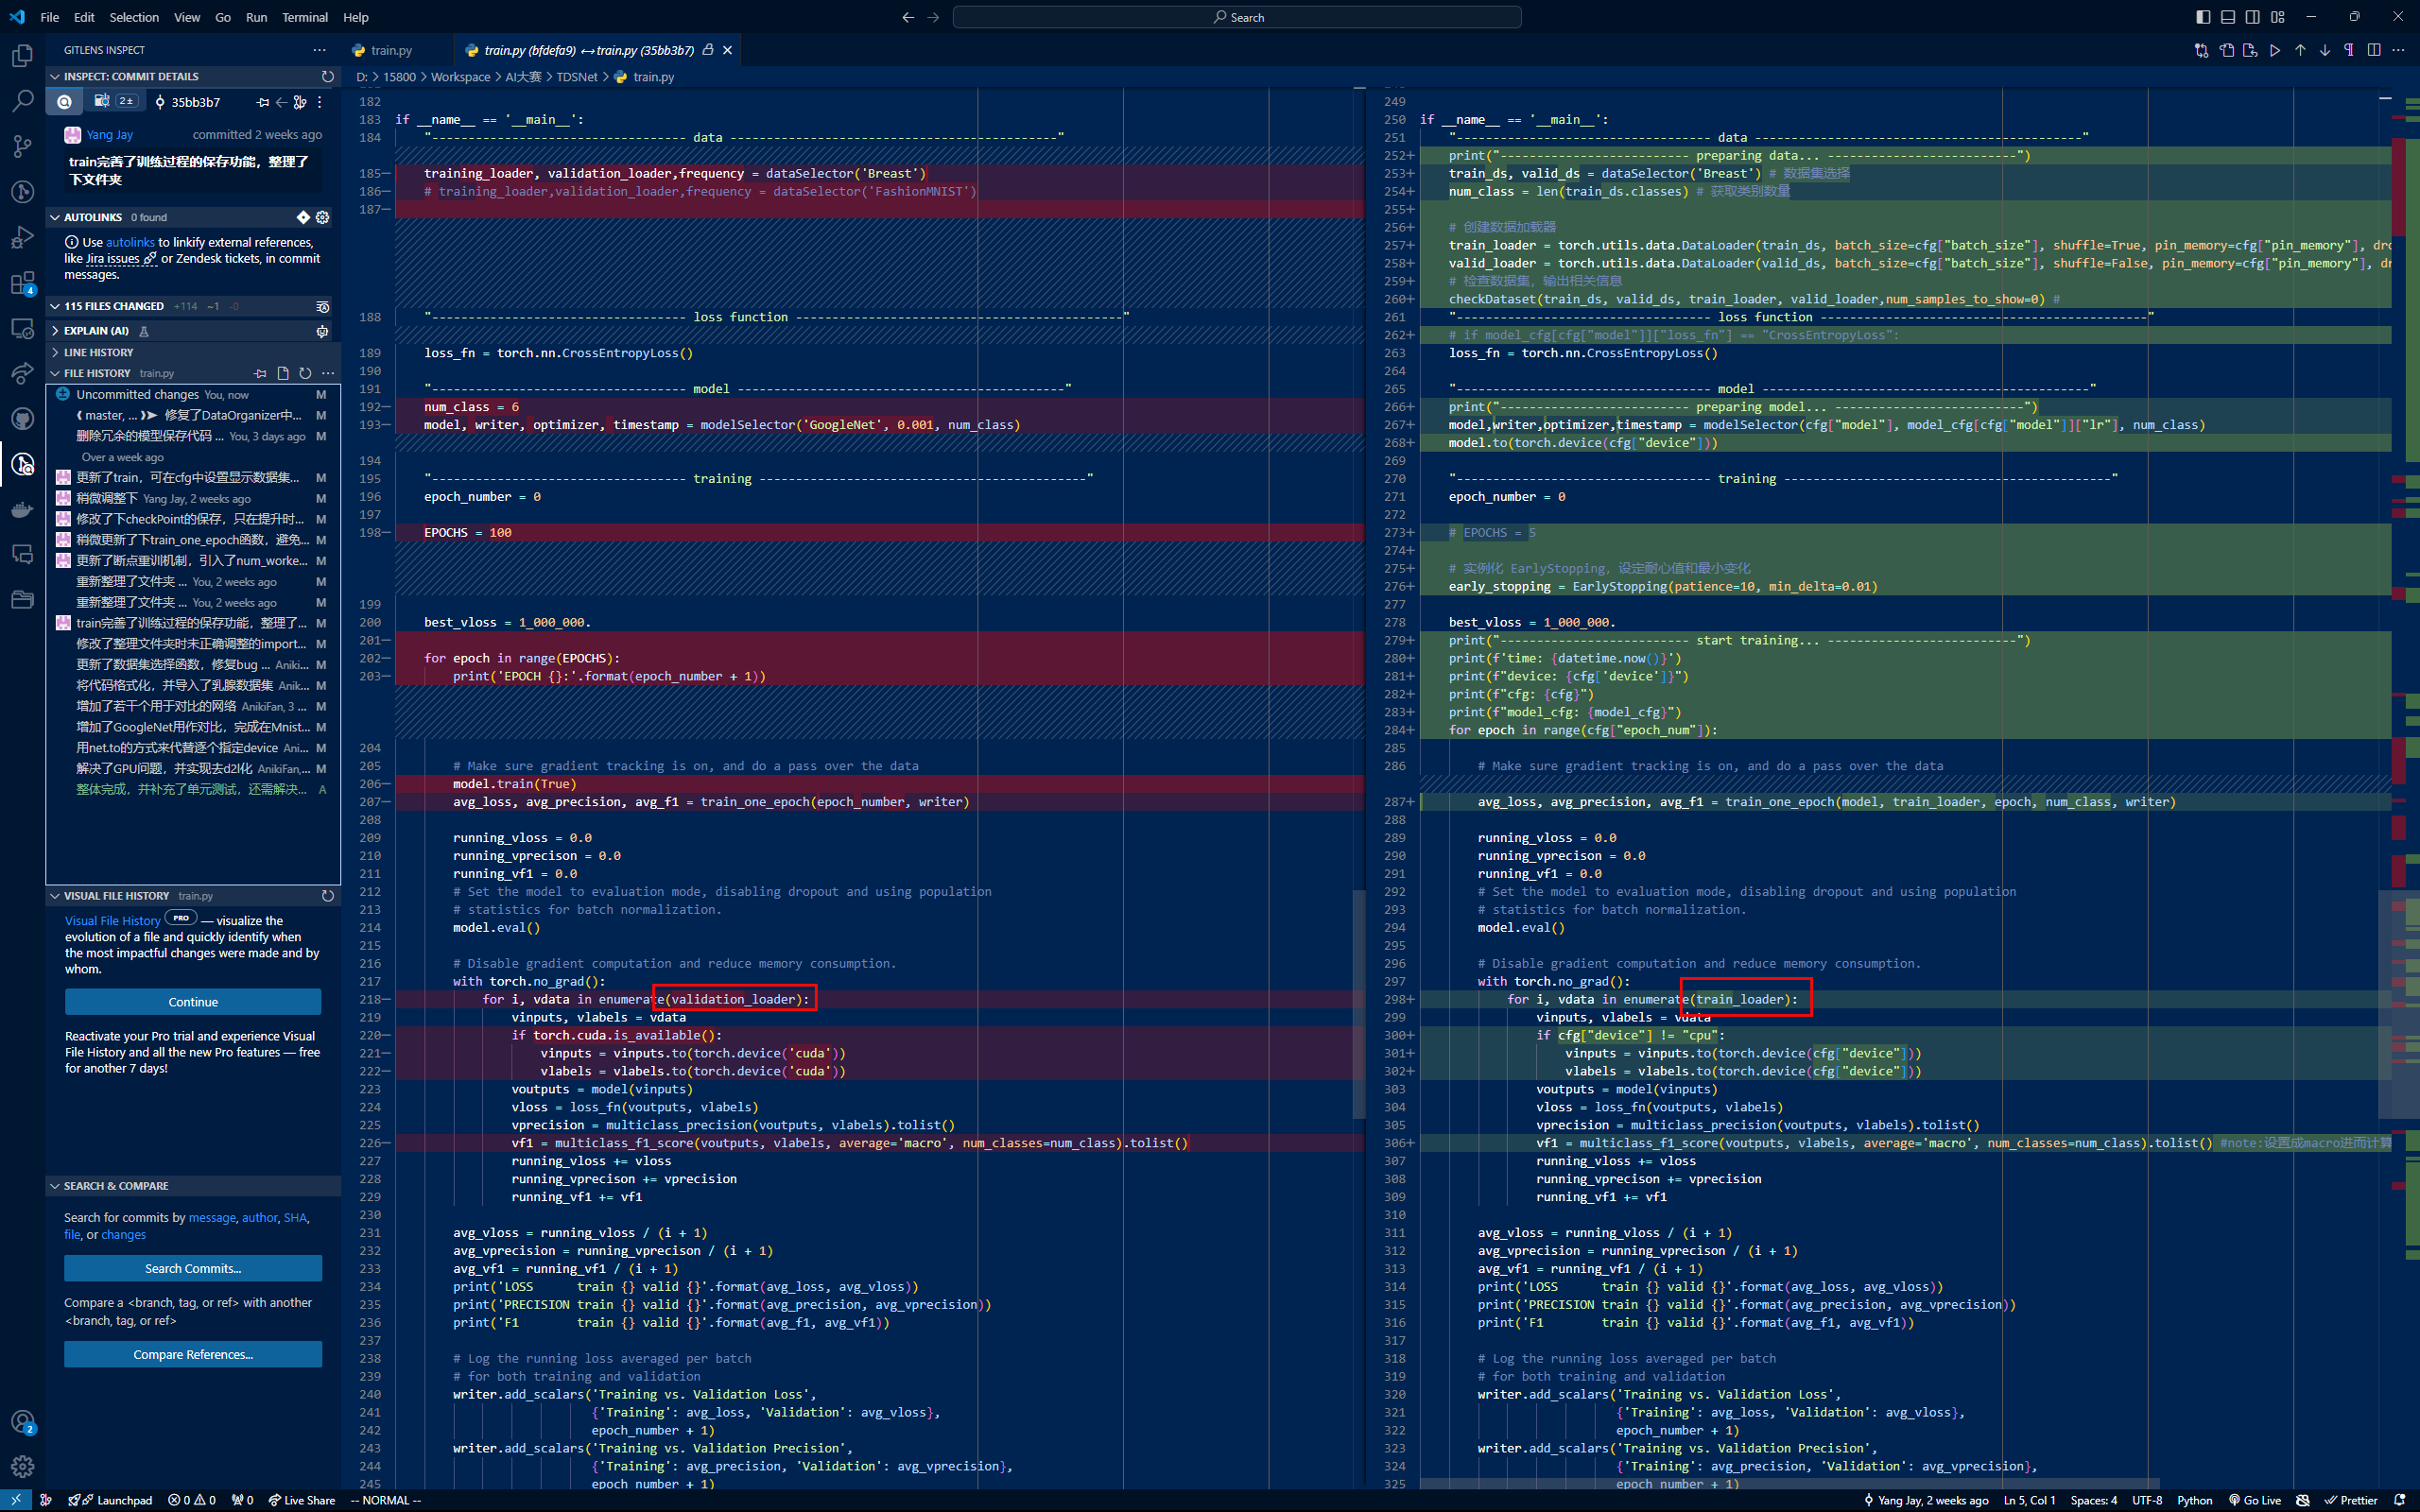 File Edit Selection View Go Run Terminal Help
Search
GITLENS INSPECT
train.py
train.py (bfdefa9) ↔ train.py (35bb3b7)
INSPECT: COMMIT DETAILS
D: > 15800 > Workspace > AI大赛 > TDSNet > train.py
2±
35bb3b7
Yang Jay
committed 2 weeks ago
train完善了训练过程的保存功能，整理了
下文件夹
AUTOLINKS 0 found
Use autolinks to linkify external references,
like Jira issues or Zendesk tickets, in commit
messages.
115 FILES CHANGED +114 ~1 -0
EXPLAIN (AI)
LINE HISTORY
FILE HISTORY train.py
Uncommitted changes You, now M
master, ... 修复了DataOrganizer中... M
删除冗余的模型保存代码 ... You, 3 days ago M
Over a week ago
更新了train，可在cfg中设置显示数据集... M
稍微调整下 Yang Jay, 2 weeks ago M
修改了下checkPoint的保存，只在提升时... M
稍微更新了下train_one_epoch函数，避免... M
更新了断点重训机制，引入了num_worke... M
重新整理了文件夹 ... You, 2 weeks ago M
重新整理了文件夹 ... You, 2 weeks ago M
train完善了训练过程的保存功能，整理了... M
修改了整理文件夹时未正确调整的import... M
更新了数据集选择函数，修复bug ... Aniki... M
将代码格式化，并导入了乳腺数据集 Anik... M
增加了若干个用于对比的网络 AnikiFan, 3 ... M
增加了GoogleNet用作对比，完成在Mnist... M
用net.to的方式来代替逐个指定device Ani... M
解决了GPU问题，并实现去d2l化 AnikiFan,... M
整体完成，并补充了单元测试，还需解决... A
VISUAL FILE HISTORY train.py
Visual File History PRO — visualize the
evolution of a file and quickly identify when
the most impactful changes were made and by
whom.
Continue
Reactivate your Pro trial and experience Visual
File History and all the new Pro features — free
for another 7 days!
SEARCH & COMPARE
Search for commits by message, author, SHA,
file, or changes
Search Commits...
Compare a <branch, tag, or ref> with another
<branch, tag, or ref>
Compare References...
182
183 if __name__ == '__main__':
184 "----------------------------------- data ---------------------------------------------"
185− training_loader, validation_loader,frequency = dataSelector('Breast')
186− # training_loader,validation_loader,frequency = dataSelector('FashionMNIST')
187−
188 "----------------------------------- loss function ---------------------------------------------"
189 loss_fn = torch.nn.CrossEntropyLoss()
190
191 "----------------------------------- model ---------------------------------------------"
192− num_class = 6
193− model, writer, optimizer, timestamp = modelSelector('GoogleNet', 0.001, num_class)
194
195 "----------------------------------- training ---------------------------------------------"
196 epoch_number = 0
197
198− EPOCHS = 100
199
200 best_vloss = 1_000_000.
201−
202− for epoch in range(EPOCHS):
203− print('EPOCH {}:'.format(epoch_number + 1))
204
205 # Make sure gradient tracking is on, and do a pass over the data
206− model.train(True)
207− avg_loss, avg_precision, avg_f1 = train_one_epoch(epoch_number, writer)
208
209 running_vloss = 0.0
210 running_vprecison = 0.0
211 running_vf1 = 0.0
212 # Set the model to evaluation mode, disabling dropout and using population
213 # statistics for batch normalization.
214 model.eval()
215
216 # Disable gradient computation and reduce memory consumption.
217 with torch.no_grad():
218− for i, vdata in enumerate(validation_loader):
219 vinputs, vlabels = vdata
220− if torch.cuda.is_available():
221− vinputs = vinputs.to(torch.device('cuda'))
222− vlabels = vlabels.to(torch.device('cuda'))
223 voutputs = model(vinputs)
224 vloss = loss_fn(voutputs, vlabels)
225 vprecision = multiclass_precision(voutputs, vlabels).tolist()
226− vf1 = multiclass_f1_score(voutputs, vlabels, average='macro', num_classes=num_class).tolist()
227 running_vloss += vloss
228 running_vprecison += vprecision
229 running_vf1 += vf1
230
231 avg_vloss = running_vloss / (i + 1)
232 avg_vprecision = running_vprecison / (i + 1)
233 avg_vf1 = running_vf1 / (i + 1)
234 print('LOSS train {} valid {}'.format(avg_loss, avg_vloss))
235 print('PRECISION train {} valid {}'.format(avg_precision, avg_vprecision))
236 print('F1 train {} valid {}'.format(avg_f1, avg_vf1))
237
238 # Log the running loss averaged per batch
239 # for both training and validation
240 writer.add_scalars('Training vs. Validation Loss',
241 {'Training': avg_loss, 'Validation': avg_vloss},
242 epoch_number + 1)
243 writer.add_scalars('Training vs. Validation Precision',
244 {'Training': avg_precision, 'Validation': avg_vprecision},
245 epoch_number + 1)
249
250 if __name__ == '__main__':
251 "----------------------------------- data ---------------------------------------------"
252+ print("-------------------------- preparing data... --------------------------")
253+ train_ds, valid_ds = dataSelector('Breast') # 数据集选择
254+ num_class = len(train_ds.classes) # 获取类别数量
255+
256+ # 创建数据加载器
257+ train_loader = torch.utils.data.DataLoader(train_ds, batch_size=cfg["batch_size"], shuffle=True, pin_memory=cfg["pin_memory"], dro
258+ valid_loader = torch.utils.data.DataLoader(valid_ds, batch_size=cfg["batch_size"], shuffle=False, pin_memory=cfg["pin_memory"], dr
259+ # 检查数据集，输出相关信息
260+ checkDataset(train_ds, valid_ds, train_loader, valid_loader,num_samples_to_show=0) #
261 "----------------------------------- loss function ---------------------------------------------"
262+ # if model_cfg[cfg["model"]]["loss_fn"] == "CrossEntropyLoss":
263 loss_fn = torch.nn.CrossEntropyLoss()
264
265 "----------------------------------- model ---------------------------------------------"
266+ print("-------------------------- preparing model... --------------------------")
267+ model,writer,optimizer,timestamp = modelSelector(cfg["model"], model_cfg[cfg["model"]]["lr"], num_class)
268+ model.to(torch.device(cfg["device"]))
269
270 "----------------------------------- training ---------------------------------------------"
271 epoch_number = 0
272
273+ # EPOCHS = 5
274+
275+ # 实例化 EarlyStopping，设定耐心值和最小变化
276+ early_stopping = EarlyStopping(patience=10, min_delta=0.01)
277
278 best_vloss = 1_000_000.
279+ print("-------------------------- start training... --------------------------")
280+ print(f'time: {datetime.now()}')
281+ print(f"device: {cfg['device']}")
282+ print(f"cfg: {cfg}")
283+ print(f"model_cfg: {model_cfg}")
284+ for epoch in range(cfg["epoch_num"]):
285
286 # Make sure gradient tracking is on, and do a pass over the data
287+ avg_loss, avg_precision, avg_f1 = train_one_epoch(model, train_loader, epoch, num_class, writer)
288
289 running_vloss = 0.0
290 running_vprecison = 0.0
291 running_vf1 = 0.0
292 # Set the model to evaluation mode, disabling dropout and using population
293 # statistics for batch normalization.
294 model.eval()
295
296 # Disable gradient computation and reduce memory consumption.
297 with torch.no_grad():
298+ for i, vdata in enumerate(train_loader):
299 vinputs, vlabels = vdata
300+ if cfg["device"] != "cpu":
301+ vinputs = vinputs.to(torch.device(cfg["device"]))
302+ vlabels = vlabels.to(torch.device(cfg["device"]))
303 voutputs = model(vinputs)
304 vloss = loss_fn(voutputs, vlabels)
305 vprecision = multiclass_precision(voutputs, vlabels).tolist()
306+ vf1 = multiclass_f1_score(voutputs, vlabels, average='macro', num_classes=num_class).tolist() #note:设置成macro进而计算
307 running_vloss += vloss
308 running_vprecison += vprecision
309 running_vf1 += vf1
310
311 avg_vloss = running_vloss / (i + 1)
312 avg_vprecision = running_vprecison / (i + 1)
313 avg_vf1 = running_vf1 / (i + 1)
314 print('LOSS train {} valid {}'.format(avg_loss, avg_vloss))
315 print('PRECISION train {} valid {}'.format(avg_precision, avg_vprecision))
316 print('F1 train {} valid {}'.format(avg_f1, avg_vf1))
317
318 # Log the running loss averaged per batch
319 # for both training and validation
320 writer.add_scalars('Training vs. Validation Loss',
321 {'Training': avg_loss, 'Validation': avg_vloss},
322 epoch_number + 1)
323 writer.add_scalars('Training vs. Validation Precision',
324 {'Training': avg_precision, 'Validation': avg_vprecision},
325 epoch_number + 1)
4
2
Launchpad 0 0 0 Live Share -- NORMAL --
Yang Jay, 2 weeks ago Ln 5, Col 1 Spaces: 4 UTF-8 Python Go Live Prettier